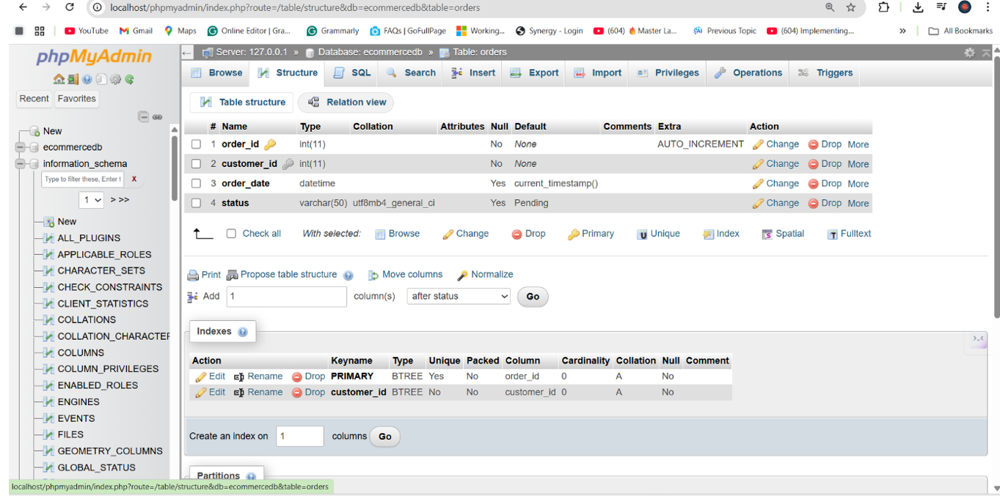 localhost/phpmyadmin/index.php?route=/table/structure&db=ecommercedb&table=orders
YouTube Gmail Maps Online Editor | Gra... Grammarly FAQs | GoFullPage Working... Synergy - Login (604) Master La... Previous Topic (604) Implementing... » All Bookmarks
phpMyAdmin
Recent Favorites
New
ecommercedb
information_schema
Type to filter these, Enter t X
1 > >>
New
ALL_PLUGINS
APPLICABLE_ROLES
CHARACTER_SETS
CHECK_CONSTRAINTS
CLIENT_STATISTICS
COLLATIONS
COLLATION_CHARACTER
COLUMNS
COLUMN_PRIVILEGES
ENABLED_ROLES
ENGINES
EVENTS
FILES
GEOMETRY_COLUMNS
GLOBAL_STATUS
Server: 127.0.0.1 » Database: ecommercedb » Table: orders
Browse Structure SQL Search Insert Export Import Privileges Operations Triggers
Table structure Relation view
# Name Type Collation Attributes Null Default Comments Extra Action
1 order_id int(11) No None AUTO_INCREMENT Change Drop More
2 customer_id int(11) No None Change Drop More
3 order_date datetime Yes current_timestamp() Change Drop More
4 status varchar(50) utf8mb4_general_ci Yes Pending Change Drop More
Check all With selected: Browse Change Drop Primary Unique Index Spatial Fulltext
Print Propose table structure Move columns Normalize
Add 1 column(s) after status Go
Indexes
Action Keyname Type Unique Packed Column Cardinality Collation Null Comment
Edit Rename Drop PRIMARY BTREE Yes No order_id 0 A No
Edit Rename Drop customer_id BTREE No No customer_id 0 A No
Create an index on 1 columns Go
Partitions
localhost/phpmyadmin/index.php?route=/table/structure&db=ecommercedb&table=orders